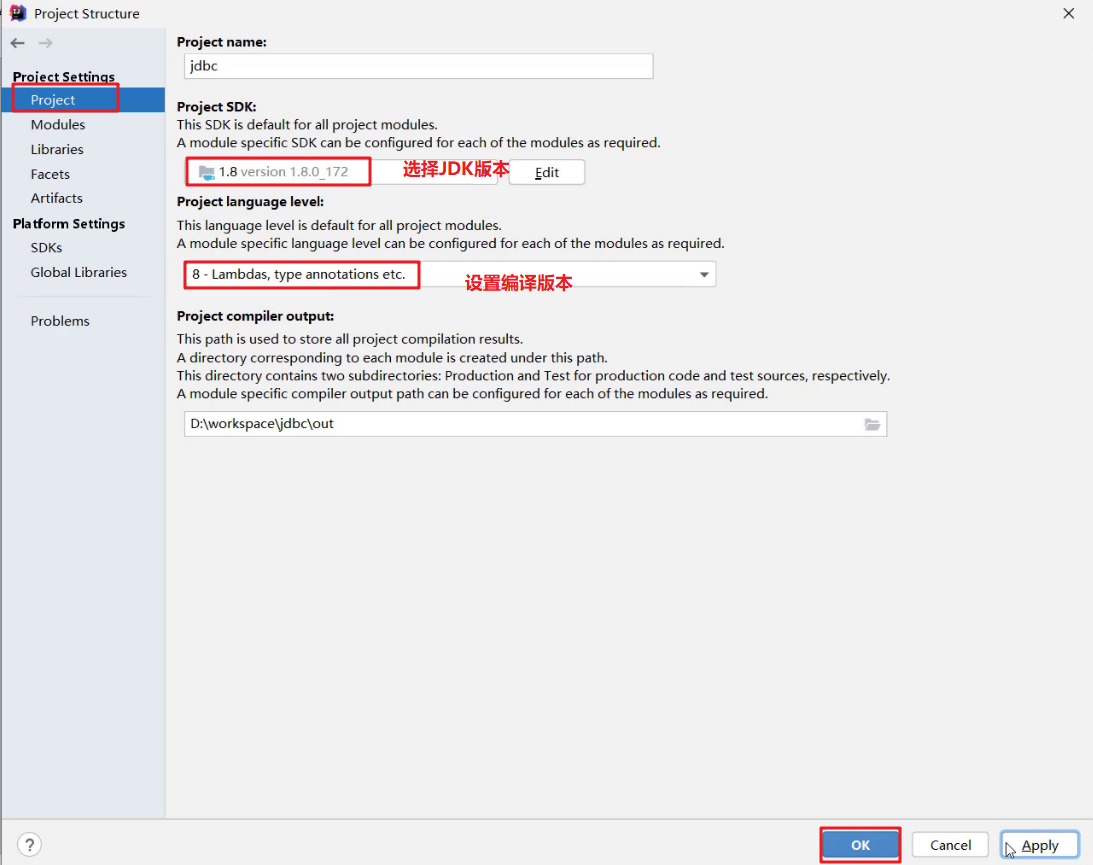 Project Structure
Project Settings
Project
Modules
Libraries
Facets
Artifacts
Platform Settings
SDKs
Global Libraries
Problems
Project name:
jdbc
Project SDK:
This SDK is default for all project modules.
A module specific SDK can be configured for each of the modules as required.
1.8 version 1.8.0_172
选择JDK版本
Edit
Project language level:
This language level is default for all project modules.
A module specific language level can be configured for each of the modules as required.
8 - Lambdas, type annotations etc.
设置编译版本
Project compiler output:
This path is used to store all project compilation results.
A directory corresponding to each module is created under this path.
This directory contains two subdirectories: Production and Test for production code and test sources, respectively.
A module specific compiler output path can be configured for each of the modules as required.
D:\workspace\jdbc\out
?
OK
Cancel
Apply